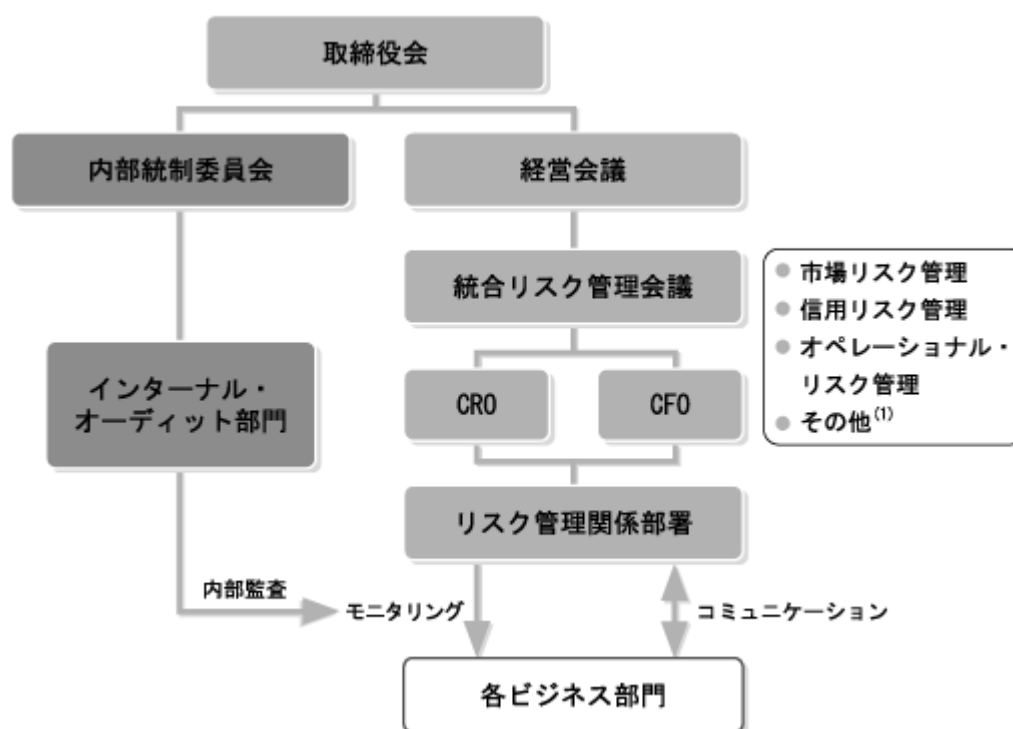 取締役会
内部統制委員会
経営会議
統合リスク管理会議
● 市場リスク管理
● 信用リスク管理
● オペレーショナル・
リスク管理
● その他(1)
インターナル・
オーディット部門
CRO
CFO
リスク管理関係部署
内部監査
モニタリング
コミュニケーション
各ビジネス部門